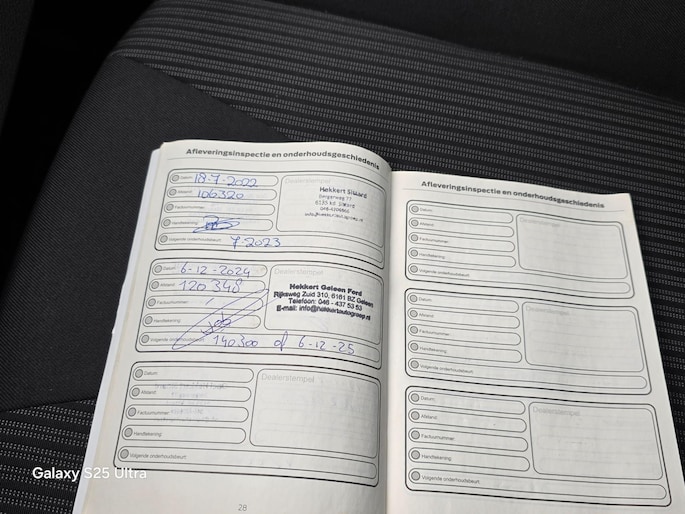 Afleveringsinspectie en onderhoudsgeschiedenis
Datum: 18-7-2022
Afstand: 106320
Factuurnummer:
Handtekening:
Volgende onderhoudsbeurt: 7-2023
Dealerstempel
Hekkert Sittard
Bergerweg 71
Datum: 6-12-2024
Afstand: 120348
Factuurnummer:
Handtekening:
Volgende onderhoudsbeurt: 140300 of 6-12-25
Hekkert Geleen Ford
Rijksweg Zuid 310, 6161 BZ Geleen
Telefoon: 046 - 437 53 53
E-mail: info@hekkertautogroep.nl
Datum:
Afstand:
Factuurnummer:
Handtekening:
Volgende onderhoudsbeurt:
Dealerstempel
28
Afleveringsinspectie en onderhoudsgeschiedenis
Datum:
Afstand:
Factuurnummer:
Handtekening:
Volgende onderhoudsbeurt:
Dealerstempel
Datum:
Afstand:
Factuurnummer:
Handtekening:
Volgende onderhoudsbeurt:
Dealerstempel
Datum:
Afstand:
Factuurnummer:
Handtekening:
Volgende onderhoudsbeurt:
Dealerstempel
Galaxy S25 Ultra